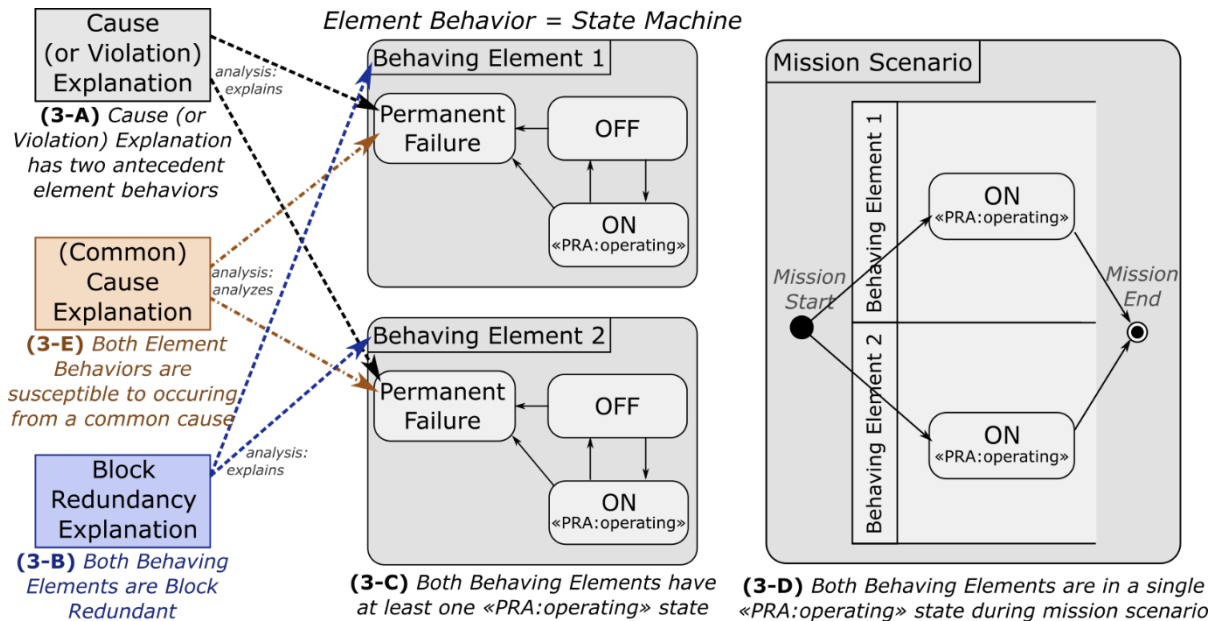 Cause
(or Violation)
Explanation
(3-A) Cause (or
Violation) Explanation
has two antecedent
element behaviors
analysis:
explains
(Common)
Cause
Explanation
analysis:
analyzes
(3-E) Both Element
Behaviors are
susceptible to occuring
from a common cause
Block
Redundancy
Explanation
analysis:
explains
(3-B) Both Behaving
Elements are Block
Redundant
Element Behavior = State Machine
Behaving Element 1
Permanent
Failure
OFF
ON
«PRA:operating»
Behaving Element 2
Permanent
Failure
OFF
ON
«PRA:operating»
(3-C) Both Behaving Elements have
at least one «PRA:operating» state
Mission Scenario
Behaving Element 1
ON
«PRA:operating»
Mission
Start
Mission
End
Behaving Element 2
ON
«PRA:operating»
(3-D) Both Behaving Elements are in a single
«PRA:operating» state during mission scenario